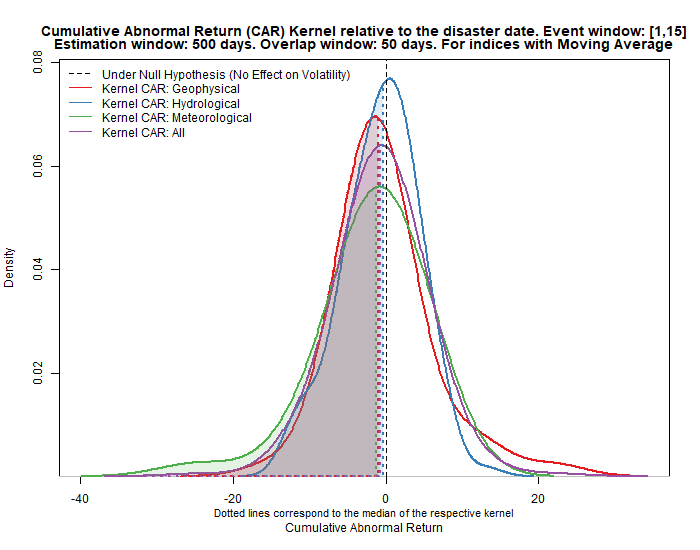 Cumulative Abnormal Return (CAR) Kernel relative to the disaster date. Event window: [1,15]
Estimation window: 500 days. Overlap window: 50 days. For indices with Moving Average
Under Null Hypothesis (No Effect on Volatility)
Kernel CAR: Geophysical
Kernel CAR: Hydrological
Kernel CAR: Meteorological
Kernel CAR: All
Density
0.08
0.06
0.04
0.02
-40 -20 0 20
Dotted lines correspond to the median of the respective kernel
Cumulative Abnormal Return